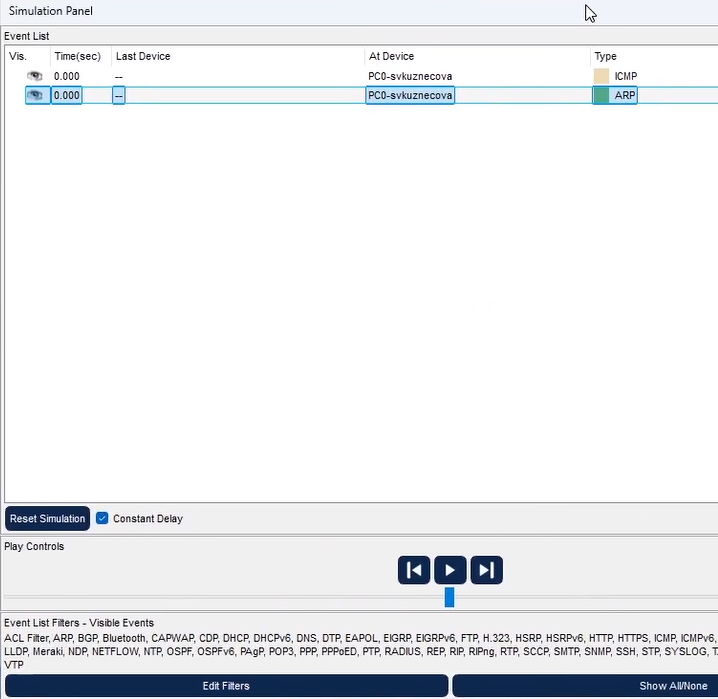 Simulation Panel
Event List
Vis. Time(sec) Last Device At Device Type
0.000 -- PC0-svkuznecova ICMP
0.000 -- PC0-svkuznecova ARP
Reset Simulation Constant Delay
Play Controls
Event List Filters - Visible Events
ACL Filter, ARP, BGP, Bluetooth, CAPWAP, CDP, DHCP, DHCPv6, DNS, DTP, EAPOL, EIGRP, EIGRPv6, FTP, H.323, HSRP, HSRPv6, HTTP, HTTPS, ICMP, ICMPv6,
LLDP, Meraki, NDP, NETFLOW, NTP, OSPF, OSPFv6, PAgP, POP3, PPP, PPPoED, PTP, RADIUS, REP, RIP, RIPng, RTP, SCCP, SMTP, SNMP, SSH, STP, SYSLOG,
VTP
Edit Filters Show All/None